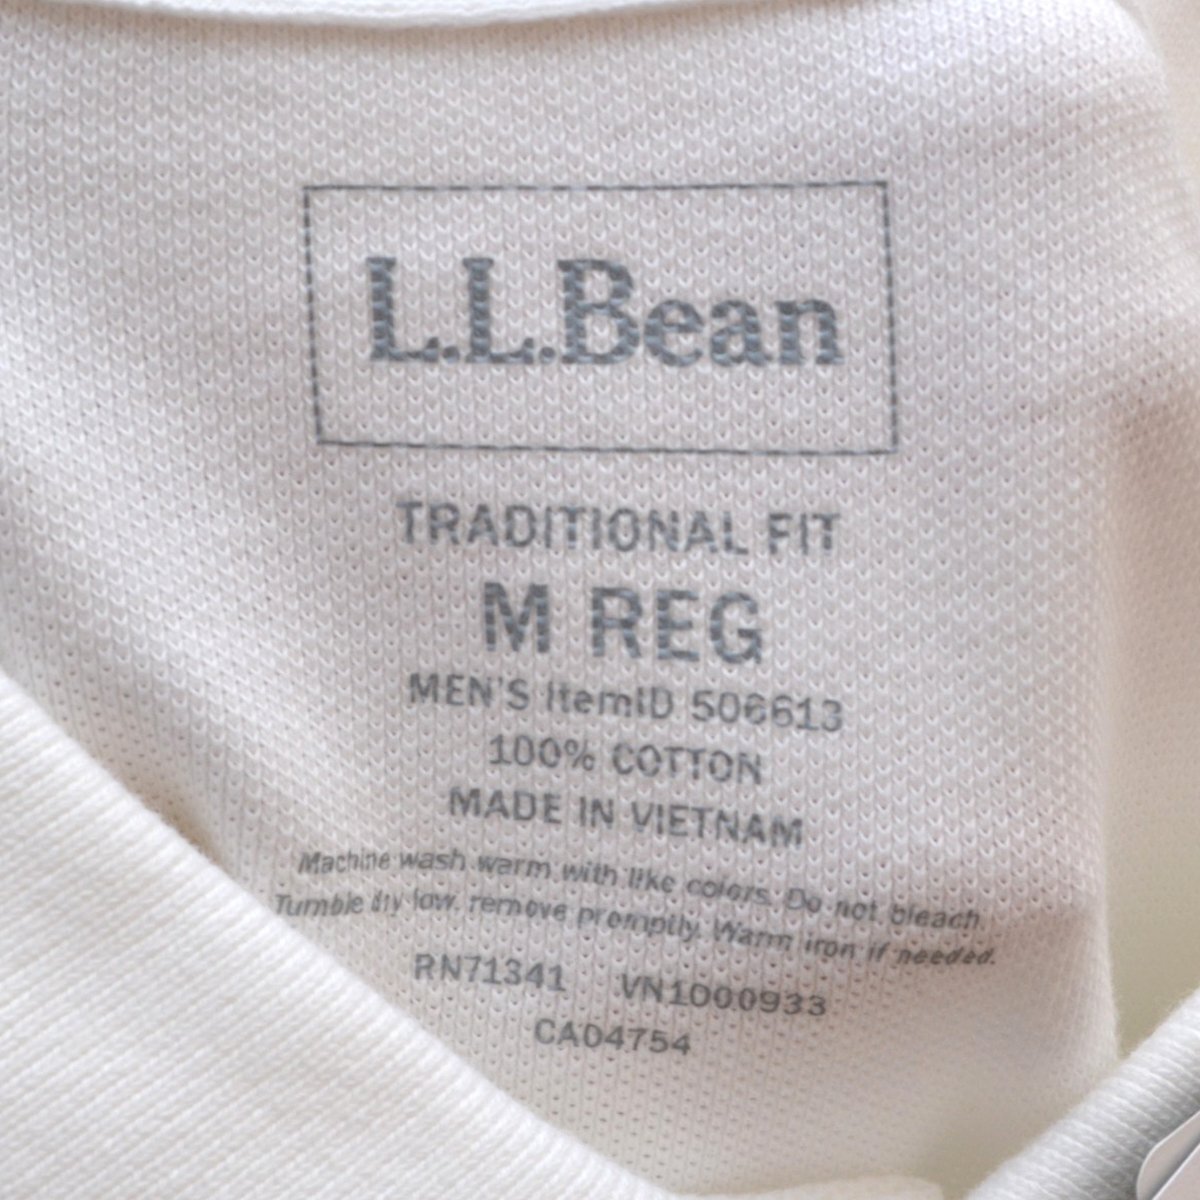 L.L.Bean
TRADITIONAL FIT
M REG
MEN'S ItemID 506613
100% COTTON
MADE IN VIETNAM
Machine wash warm with like colors. Do not bleach.
Tumble dry low, remove promptly. Warm iron if needed.
RN71341 VN1000933
CA04754